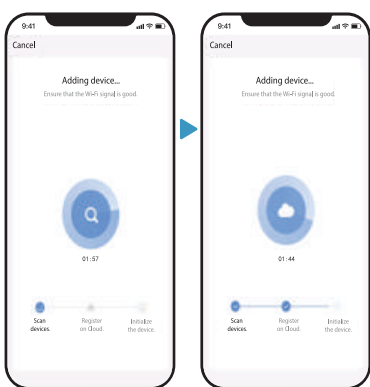 9:41
Cancel
Adding device...
Ensure that the Wi-Fi signal is good.
01:57
Scan devices.
Register on Cloud.
Initialize the device.
9:41
Cancel
Adding device...
Ensure that the Wi-Fi signal is good.
01:44
Scan devices.
Register on Cloud.
Initialize the device.